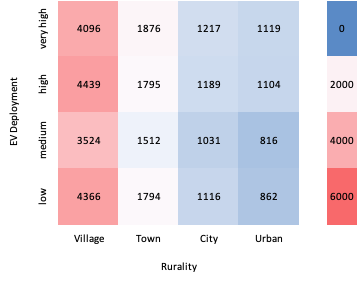 very high 4096 1876 1217 1119 0
high 4439 1795 1189 1104 2000
EV Deployment
medium 3524 1512 1031 816 4000
low 4366 1794 1116 862 6000
Village Town City Urban
Rurality